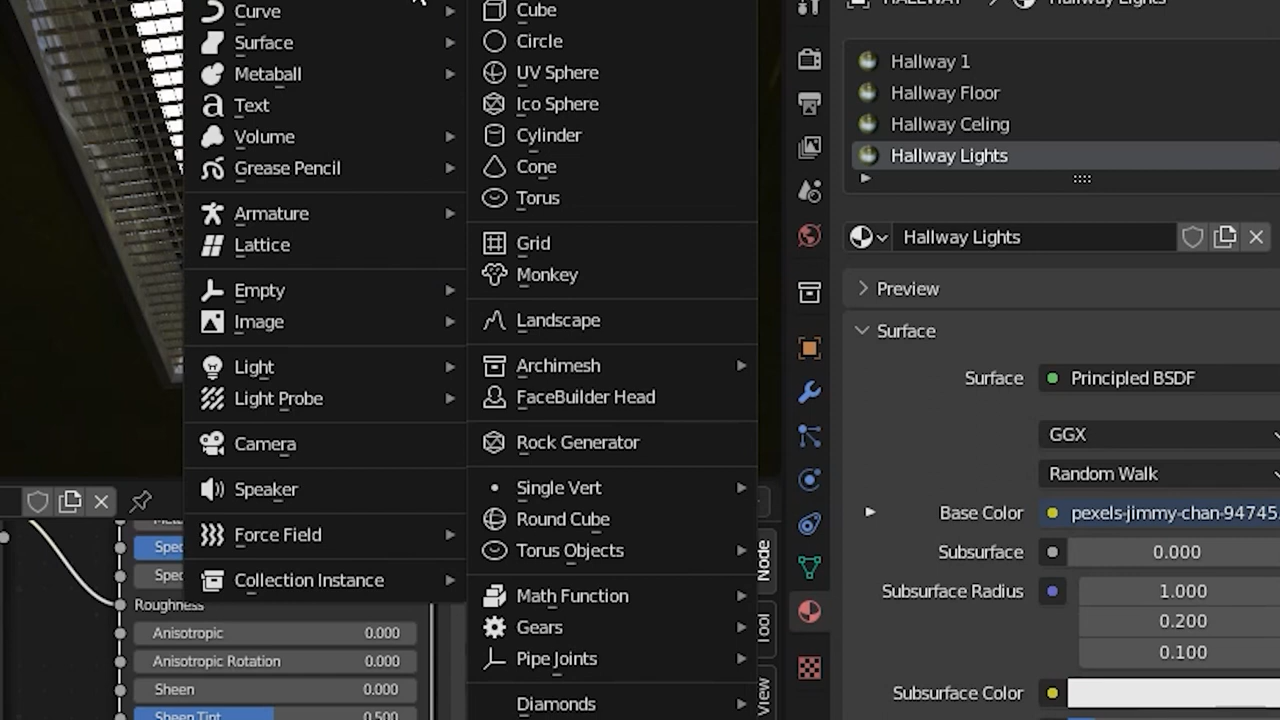 Curve
Surface
Metaball
Text
Volume
Grease Pencil
Armature
Lattice
Empty
Image
Light
Light Probe
Camera
Speaker
Force Field
Collection Instance
Cube
Circle
UV Sphere
Ico Sphere
Cylinder
Cone
Torus
Grid
Monkey
Landscape
Archimesh
FaceBuilder Head
Rock Generator
Single Vert
Round Cube
Torus Objects
Math Function
Gears
Pipe Joints
Diamonds
Roughness
Anisotropic 0.000
Anisotropic Rotation 0.000
Sheen 0.000
Sheen Tint 0.500
Node
Tool
View
HALLWAY Hallway Lights
Hallway 1
Hallway Floor
Hallway Celing
Hallway Lights
Hallway Lights
Preview
Surface
Surface Principled BSDF
GGX
Random Walk
Base Color pexels-jimmy-chan-94745
Subsurface 0.000
Subsurface Radius 1.000
0.200
0.100
Subsurface Color